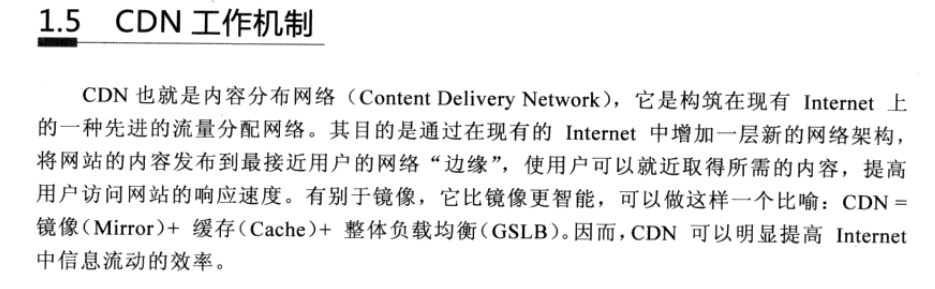 1.5 CDN 工作机制
CDN 也就是内容分布网络（Content Delivery Network），它是构筑在现有 Internet 上
的一种先进的流量分配网络。其目的是通过在现有的 Internet 中增加一层新的网络架构，
将网站的内容发布到最接近用户的网络“边缘”，使用户可以就近取得所需的内容，提高
用户访问网站的响应速度。有别于镜像，它比镜像更智能，可以做这样一个比喻：CDN =
镜像（Mirror）+ 缓存（Cache）+ 整体负载均衡（GSLB）。因而，CDN 可以明显提高 Internet
中信息流动的效率。